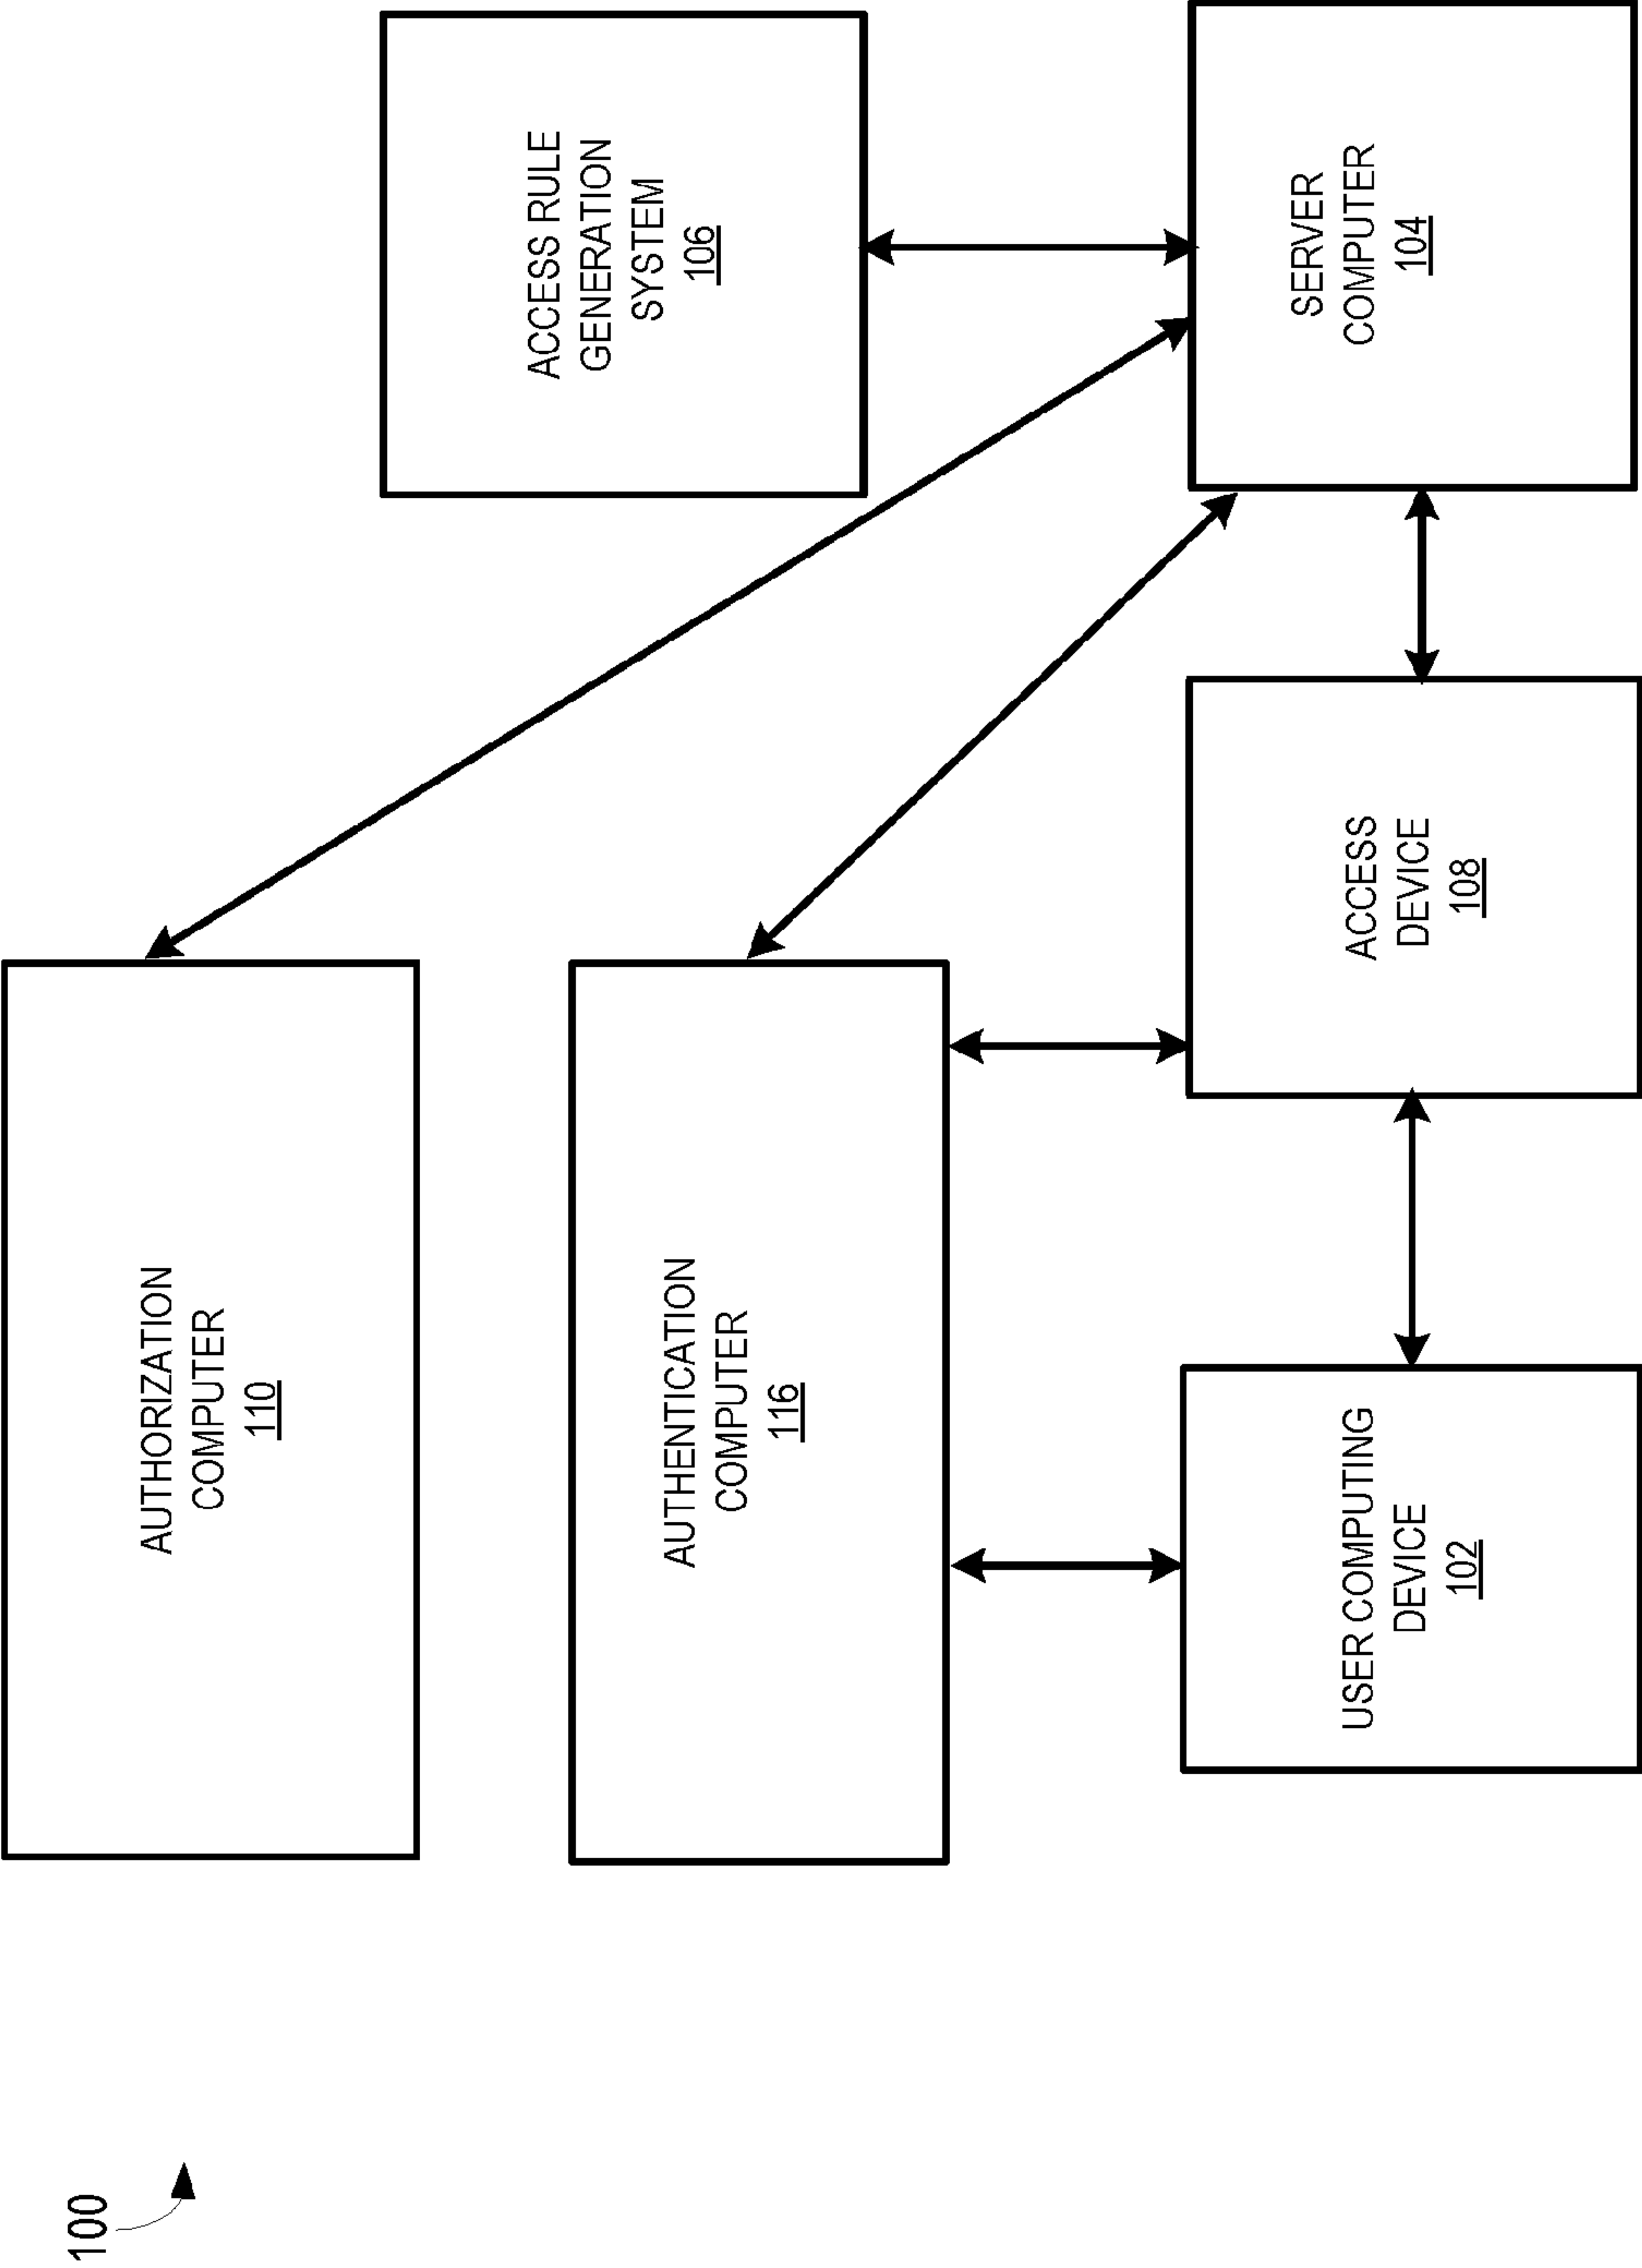 100
AUTHORIZATION
COMPUTER
110
AUTHENTICATION
COMPUTER
116
ACCESS RULE
GENERATION
SYSTEM
106
USER COMPUTING
DEVICE
102
ACCESS
DEVICE
108
SERVER
COMPUTER
104